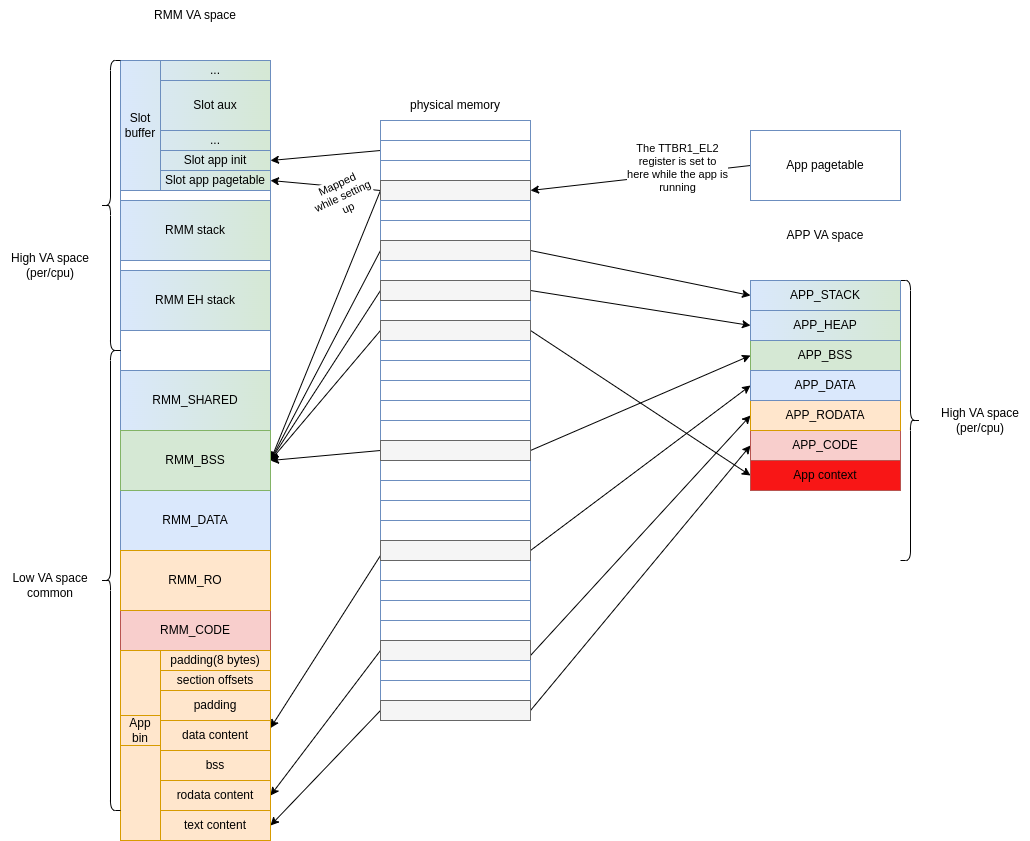 RMM VA space
...
Slot aux
Slot
buffer
...
Slot app init
Slot app pagetable
RMM stack
High VA space
(per/cpu)
RMM EH stack
RMM_SHARED
RMM_BSS
RMM_DATA
Low VA space
common
RMM_RO
RMM_CODE
padding(8 bytes)
section offsets
padding
App
bin
data content
bss
rodata content
text content
Mapped
while setting
up
physical memory
The TTBR1_EL2
register is set to
here while the app is
running
App pagetable
APP VA space
APP_STACK
APP_HEAP
APP_BSS
APP_DATA
APP_RODATA
APP_CODE
App context
High VA space
(per/cpu)